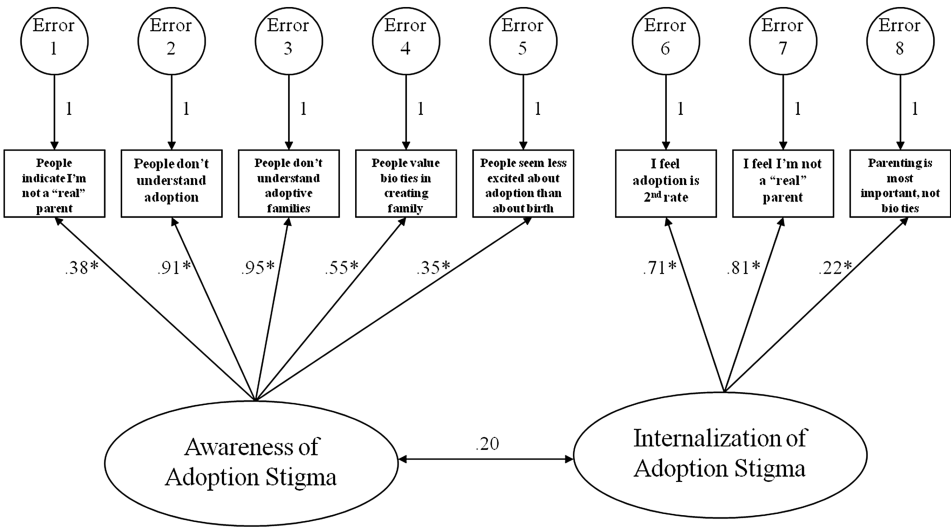 Error
1
Error
2
Error
3
Error
4
Error
5
Error
6
Error
7
Error
8
1
1
1
1
1
1
1
1
People
indicate I'm
not a “real”
parent
People don't
understand
adoption
People don't
understand
adoptive
families
People value
bio ties in
creating
family
People seem less
excited about
adoption than
about birth
I feel
adoption is
2nd rate
I feel I'm not
a “real”
parent
Parenting is
most
important, not
bio ties
.38*
.91*
.95*
.55*
.35*
.71*
.81*
.22*
Awareness of
Adoption Stigma
.20
Internalization of
Adoption Stigma